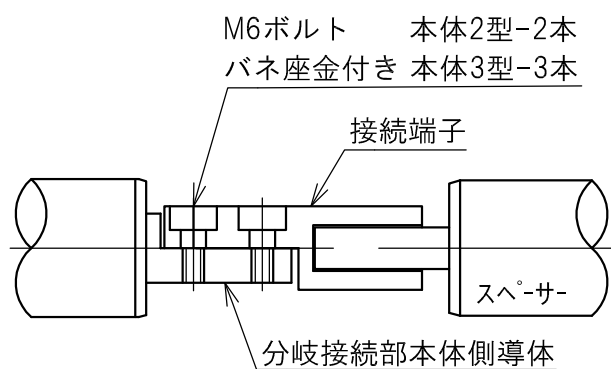 M6ボルト 本体2型-2本
バネ座金付き 本体3型-3本
接続端子
スペーサー
分岐接続部本体側導体